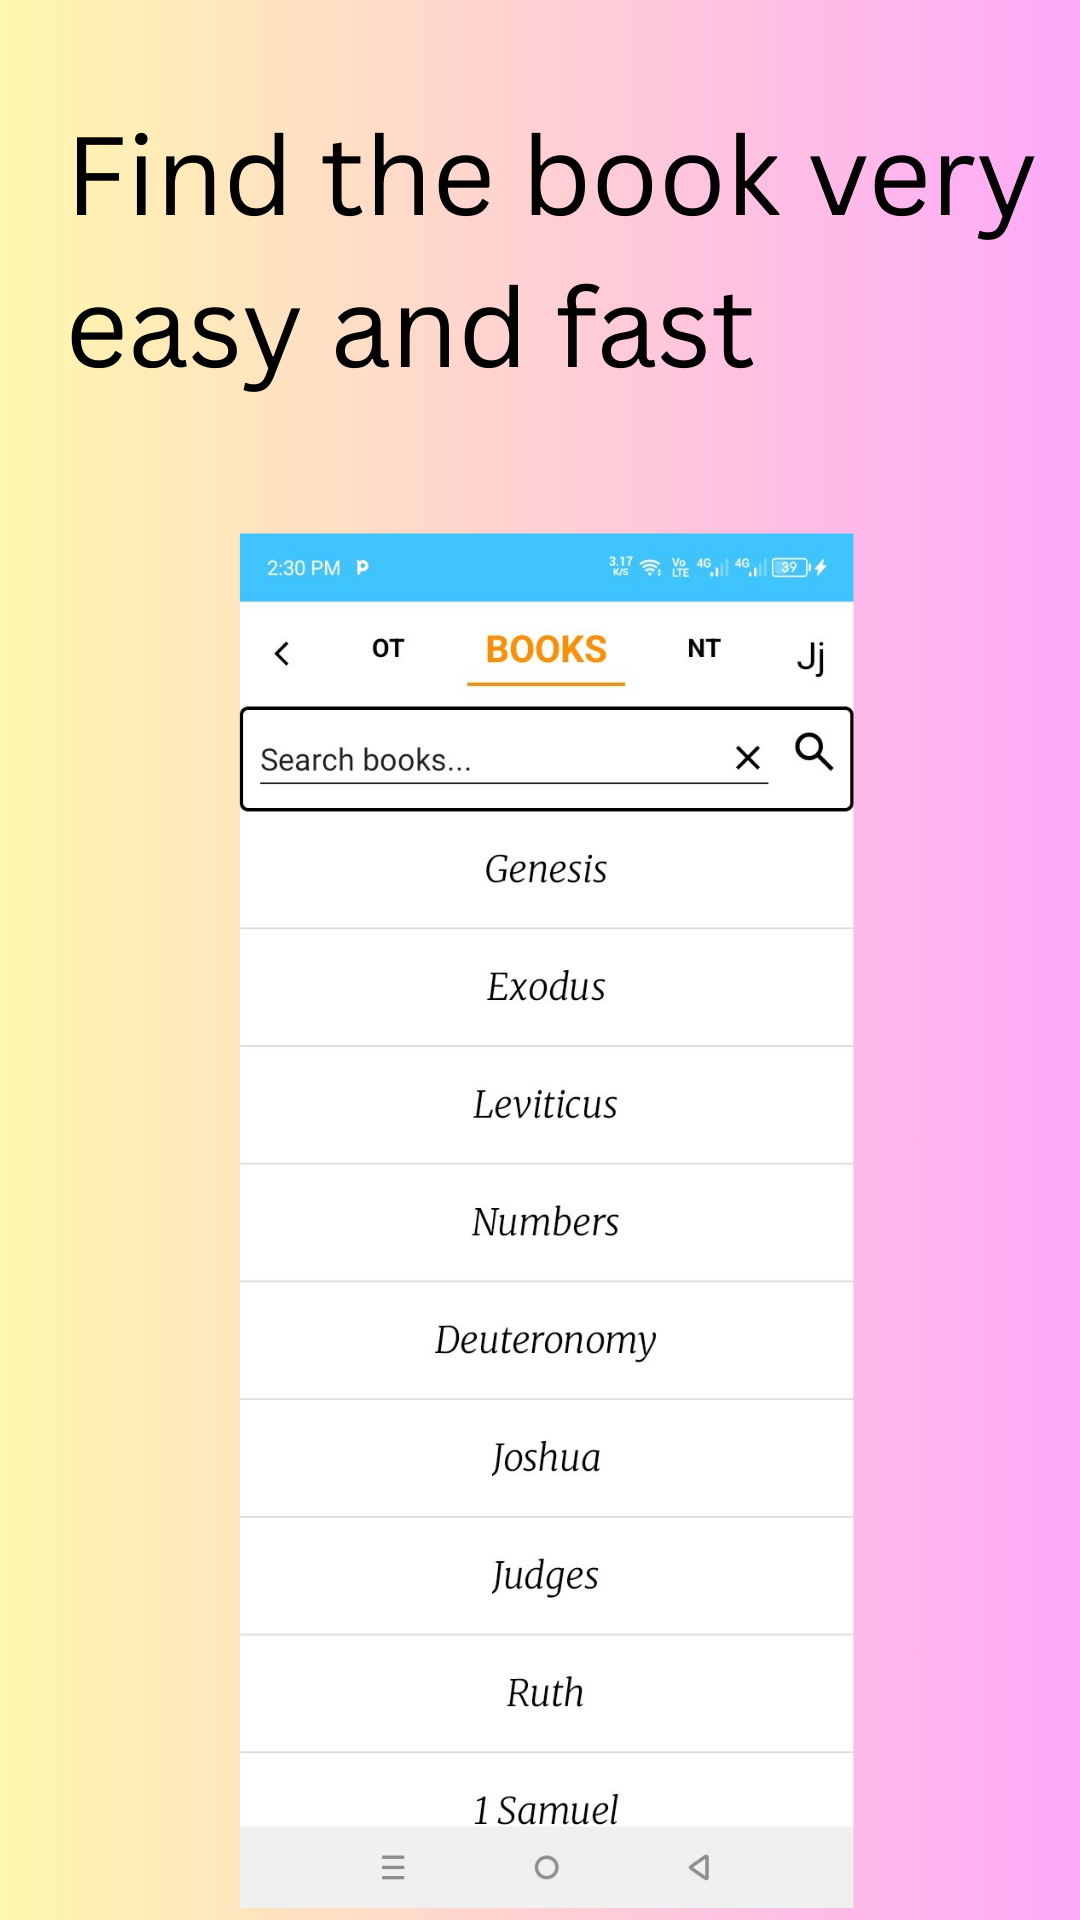 Find the book very
easy and fast
2:30 PM P 3.17 K/S Vo LTE 4G 4G 39
OT BOOKS NT Jj
Search books...
Genesis
Exodus
Leviticus
Numbers
Deuteronomy
Joshua
Judges
Ruth
1 Samuel